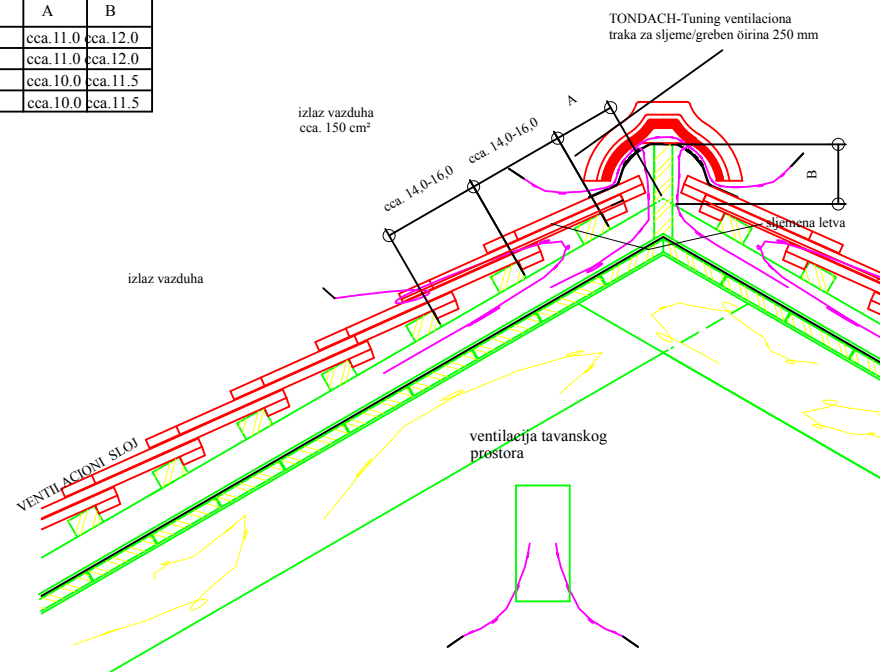 A B
cca.11.0 cca.12.0
cca.11.0 cca.12.0
cca.10.0 cca.11.5
cca.10.0 cca.11.5
TONDACH-Tuning ventilaciona
traka za sljeme/greben öirina 250 mm
izlaz vazduha
cca. 150 cm²
A
cca. 14,0-16,0
cca. 14,0-16,0
B
sljemena letva
izlaz vazduha
VENTILACIONI SLOJ
ventilacija tavanskog
prostora